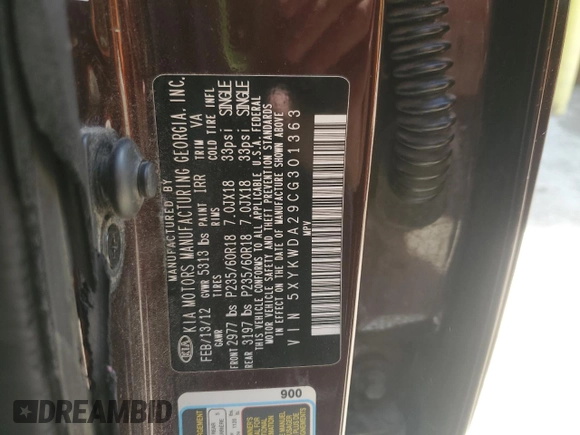 MANUFACTURED BY
KIA MOTORS MANUFACTURING GEORGIA, INC.
FEB/13/12 GVWR 5313 lbs PAINT IRR TRIM VA
GAWR TIRES RIMS COLD TIRE INFL
FRONT 2977 lbs P235/60R18 7.0JX18 33psi SINGLE
REAR 3197 lbs P235/60R18 7.0JX18 33psi SINGLE
THIS VEHICLE CONFORMS TO ALL APPLICABLE U.S.A. FEDERAL
MOTOR VEHICLE SAFETY AND THEFT PREVENTION STANDARDS
IN EFFECT ON THE DATE OF MANUFACTURE SHOWN ABOVE.
VIN 5XYKWDA29CG301363
MPV
KIA
900
DREAMBID